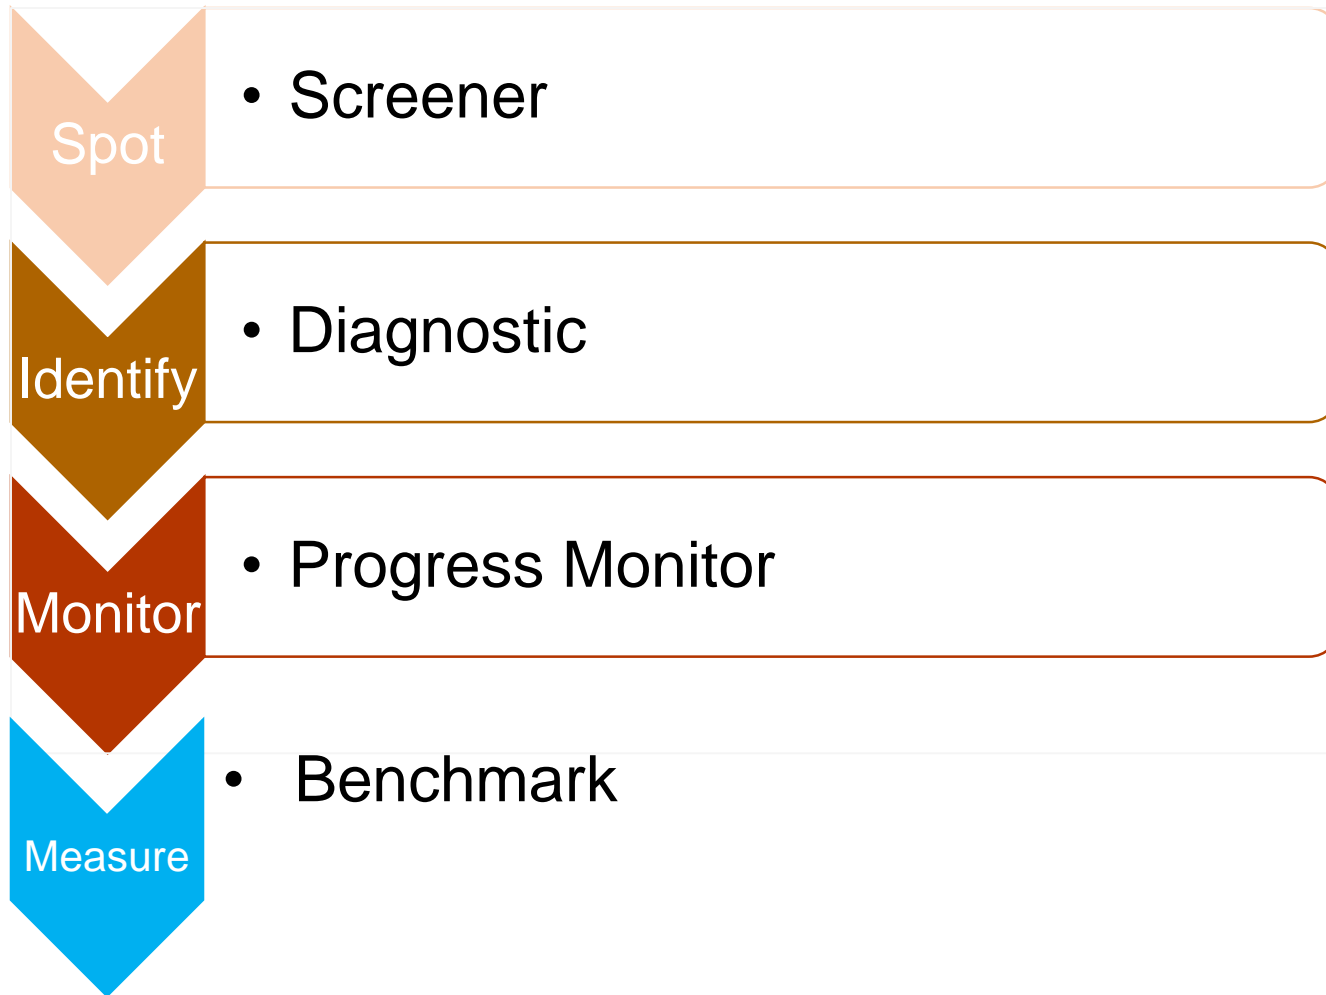 Spot
• Screener
Identify
• Diagnostic
Monitor
• Progress Monitor
Measure
• Benchmark